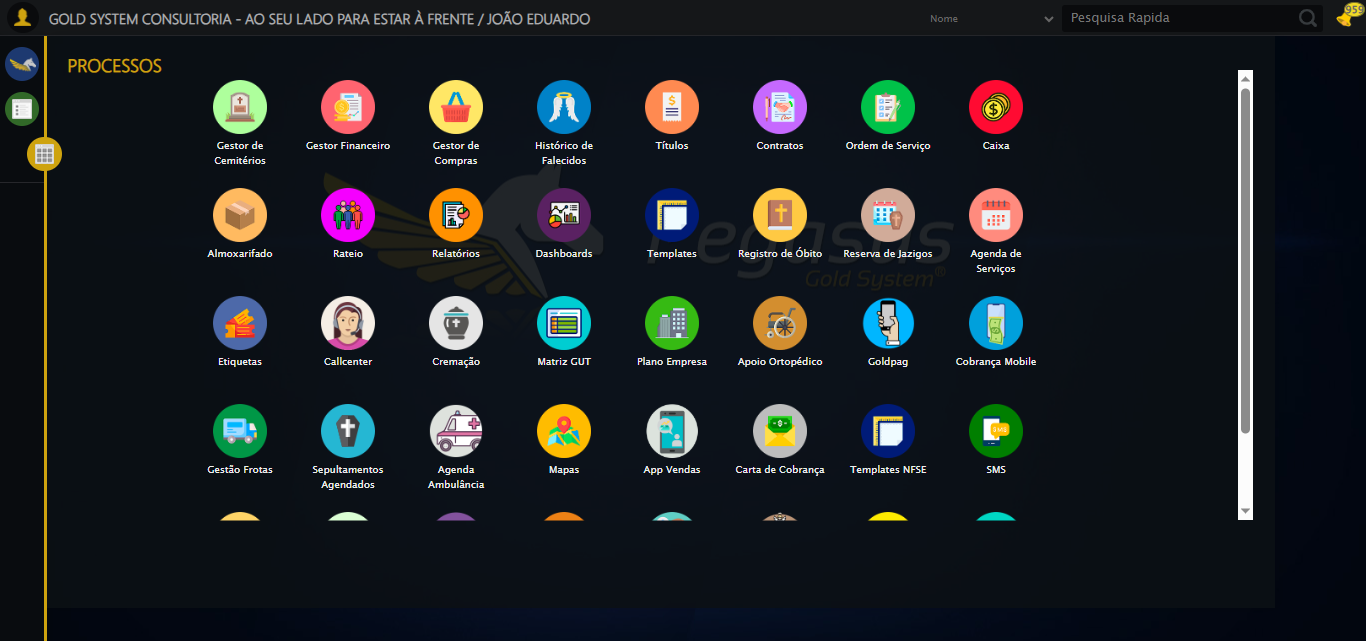 GOLD SYSTEM CONSULTORIA - AO SEU LADO PARA ESTAR À FRENTE / JOÃO EDUARDO
Nome
Pesquisa Rapida
959
PROCESSOS
Gestor de
Cemitérios
Gestor Financeiro
Gestor de
Compras
Histórico de
Falecidos
Títulos
Contratos
Ordem de Serviço
Caixa
Almoxarifado
Rateio
Relatórios
Dashboards
Templates
Registro de Óbito
Reserva de Jazigos
Agenda de
Serviços
Pegasus
Gold System®
Etiquetas
Callcenter
Cremação
Matriz GUT
Plano Empresa
Apoio Ortopédico
Goldpag
Cobrança Mobile
Gestão Frotas
Sepultamentos
Agendados
Agenda
Ambulância
Mapas
App Vendas
Carta de Cobrança
Templates NFSE
SMS
SMS